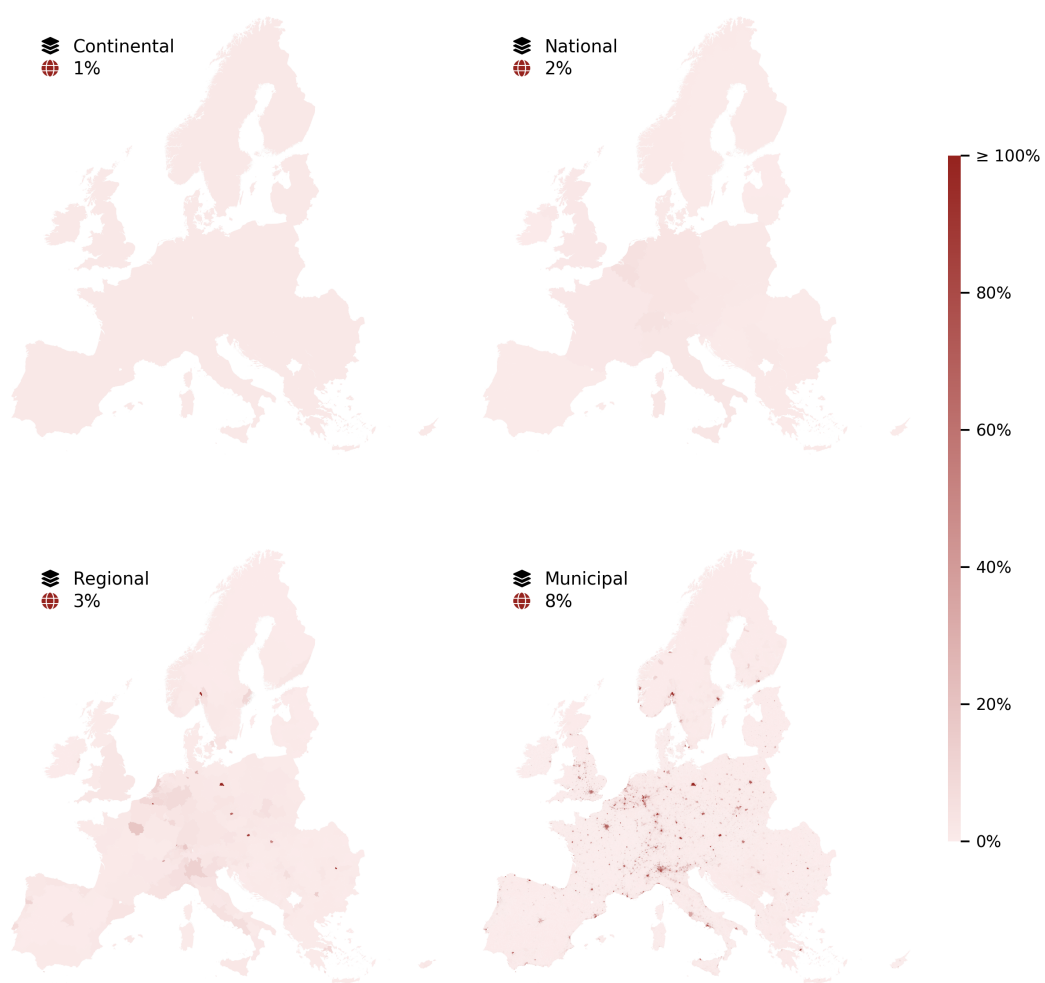 Continental
1%
National
2%
Regional
3%
Municipal
8%
≥ 100%
80%
60%
40%
20%
0%